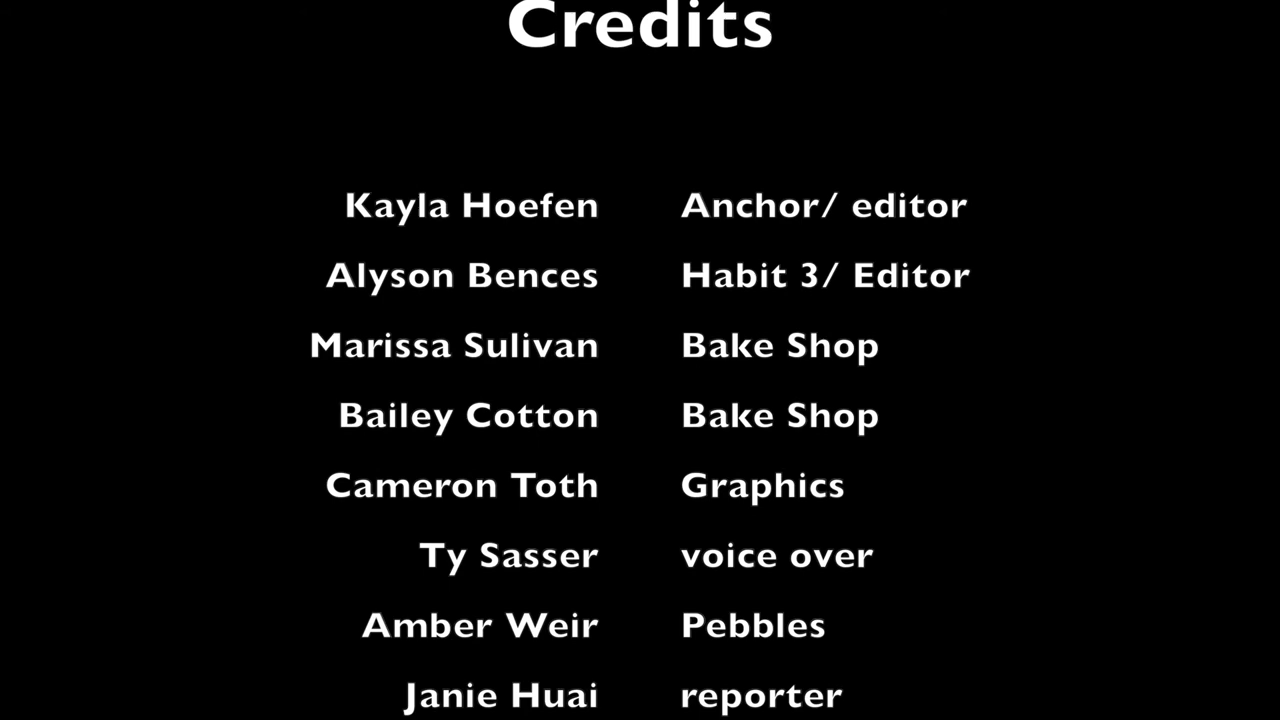 Credits
Kayla Hoefen Anchor/ editor
Alyson Bences Habit 3/ Editor
Marissa Sulivan Bake Shop
Bailey Cotton Bake Shop
Cameron Toth Graphics
Ty Sasser voice over
Amber Weir Pebbles
Janie Huai reporter